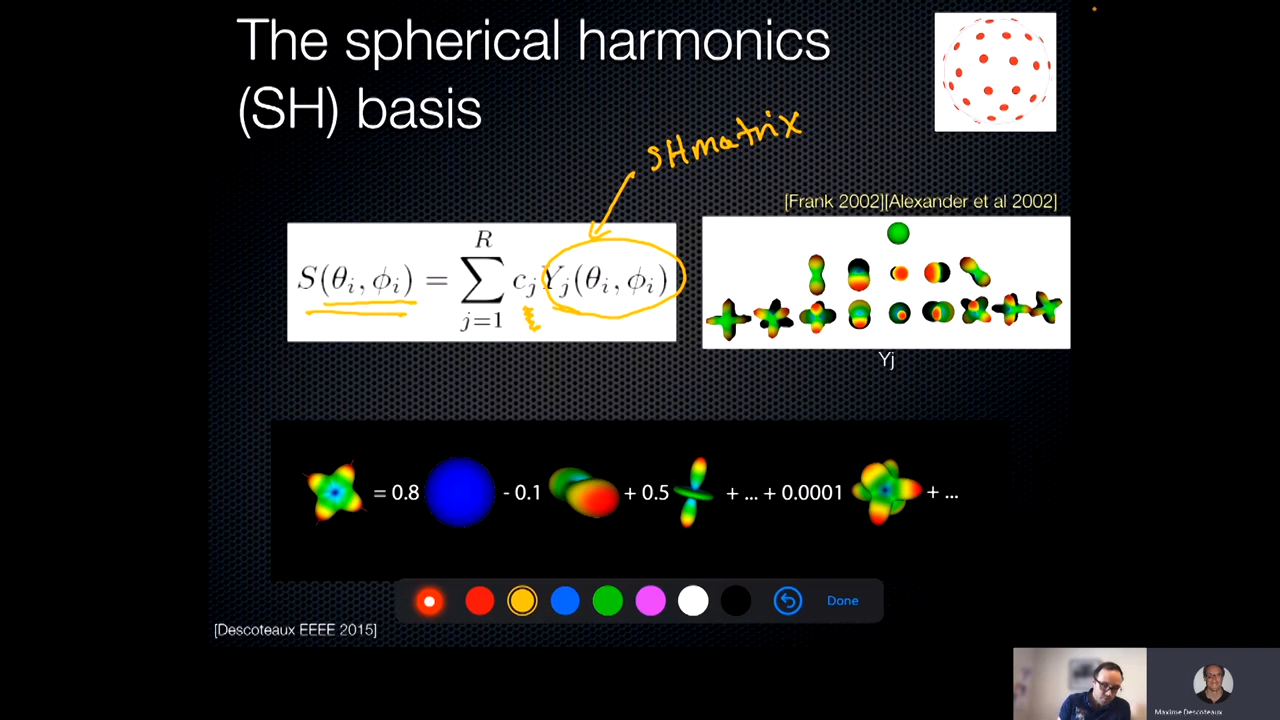 The spherical harmonics
(SH) basis
SHmatrix
[Frank 2002][Alexander et al 2002]
S(θi, ϕi) = R∑j=1 cj Yj(θi, ϕi)
Yj
= 0.8 - 0.1 + 0.5 + ... + 0.0001 + ...
Done
[Descoteaux EEEE 2015]
Maxime Descoteaux